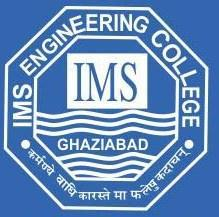 IMS ENGINEERING COLLEGE
IMS
GHAZIABAD
• कर्मण्ये वाधि कारस्ते मा फलेषु कदाचन् •